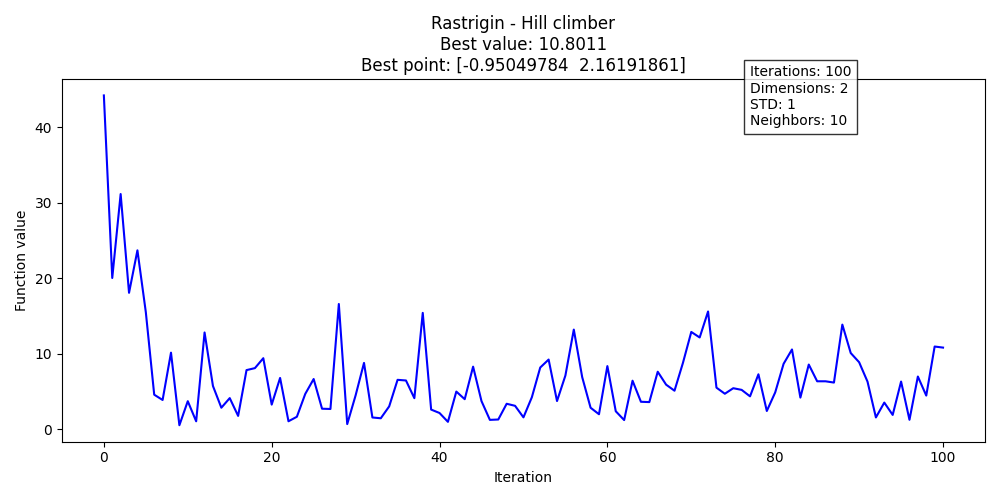 Rastrigin - Hill climber
Best value: 10.8011
Best point: [-0.95049784  2.16191861]
Iterations: 100
Dimensions: 2
STD: 1
Neighbors: 10
Function value
40
30
20
10
0
0 20 40 60 80 100
Iteration